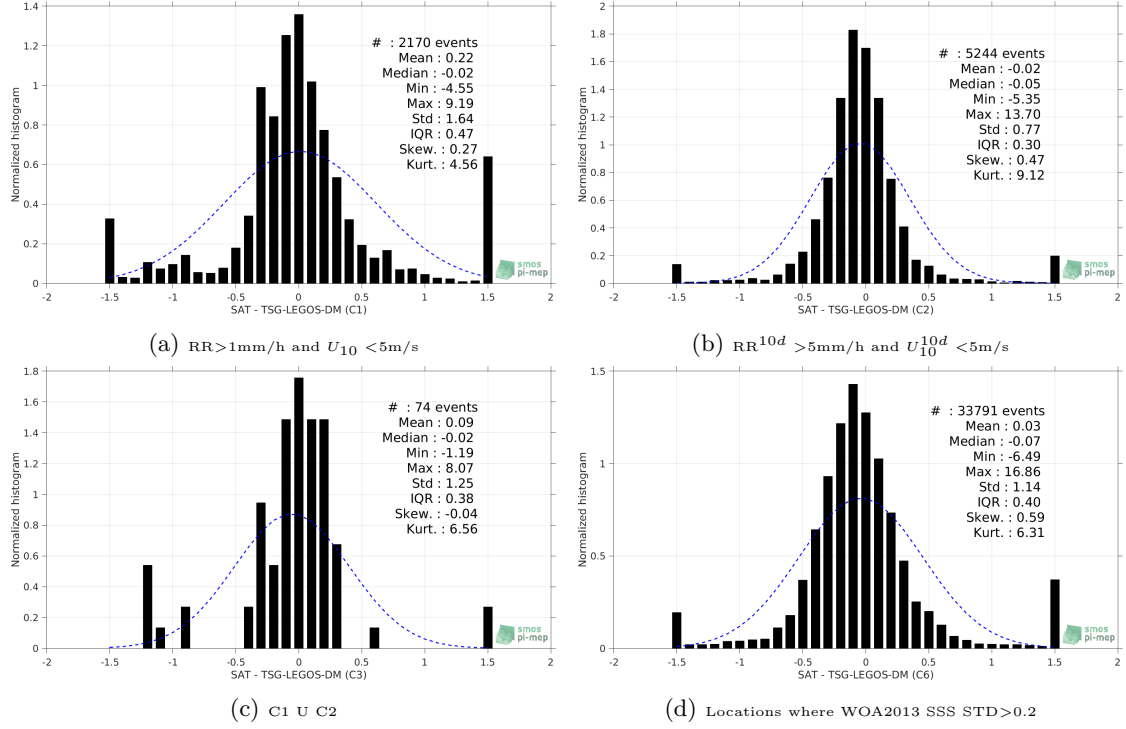 Normalized histogram
1.4
1.2
1
0.8
0.6
0.4
0.2
0
-2
-1.5
-1
-0.5
0
0.5
1
1.5
2
# : 2170 events
Mean : 0.22
Median : -0.02
Min : -4.55
Max : 9.19
Std : 1.64
IQR : 0.47
Skew. : 0.27
Kurt. : 4.56
smos
pi-mep
SAT - TSG-LEGOS-DM (C1)
(a) RR>1mm/h and U10 <5m/s
Normalized histogram
2
1.8
1.6
1.4
1.2
1
0.8
0.6
0.4
0.2
0
-2
-1.5
-1
-0.5
0
0.5
1
1.5
2
# : 5244 events
Mean : -0.02
Median : -0.05
Min : -5.35
Max : 13.70
Std : 0.77
IQR : 0.30
Skew. : 0.47
Kurt. : 9.12
smos
pi-mep
SAT - TSG-LEGOS-DM (C2)
(b) RR10d >5mm/h and U10d10 <5m/s
Normalized histogram
1.8
1.6
1.4
1.2
1
0.8
0.6
0.4
0.2
0
-2
-1.5
-1
-0.5
0
0.5
1
1.5
2
# : 74 events
Mean : 0.09
Median : -0.02
Min : -1.19
Max : 8.07
Std : 1.25
IQR : 0.38
Skew. : -0.04
Kurt. : 6.56
smos
pi-mep
SAT - TSG-LEGOS-DM (C3)
(c) C1 U C2
Normalized histogram
1.5
1
0.5
0
-2
-1.5
-1
-0.5
0
0.5
1
1.5
2
# : 33791 events
Mean : 0.03
Median : -0.07
Min : -6.49
Max : 16.86
Std : 1.14
IQR : 0.40
Skew. : 0.59
Kurt. : 6.31
smos
pi-mep
SAT - TSG-LEGOS-DM (C6)
(d) Locations where WOA2013 SSS STD>0.2